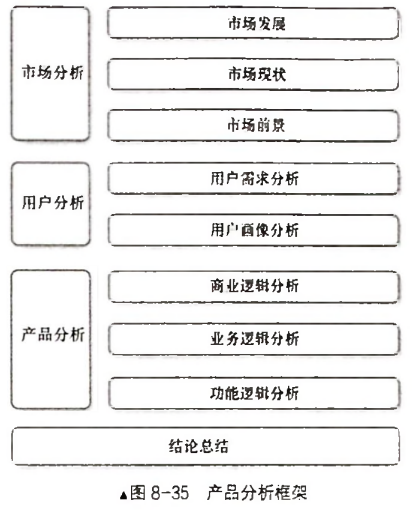 市场分析
市场发展
市场现状
市场前景
用户分析
用户需求分析
用户画像分析
产品分析
商业逻辑分析
业务逻辑分析
功能逻辑分析
结论总结
▲图 8-35 产品分析框架